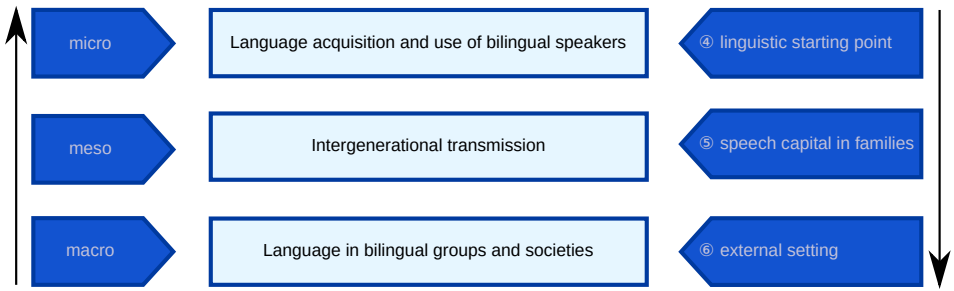 micro
Language acquisition and use of bilingual speakers
④ linguistic starting point
meso
Intergenerational transmission
⑤ speech capital in families
macro
Language in bilingual groups and societies
⑥ external setting